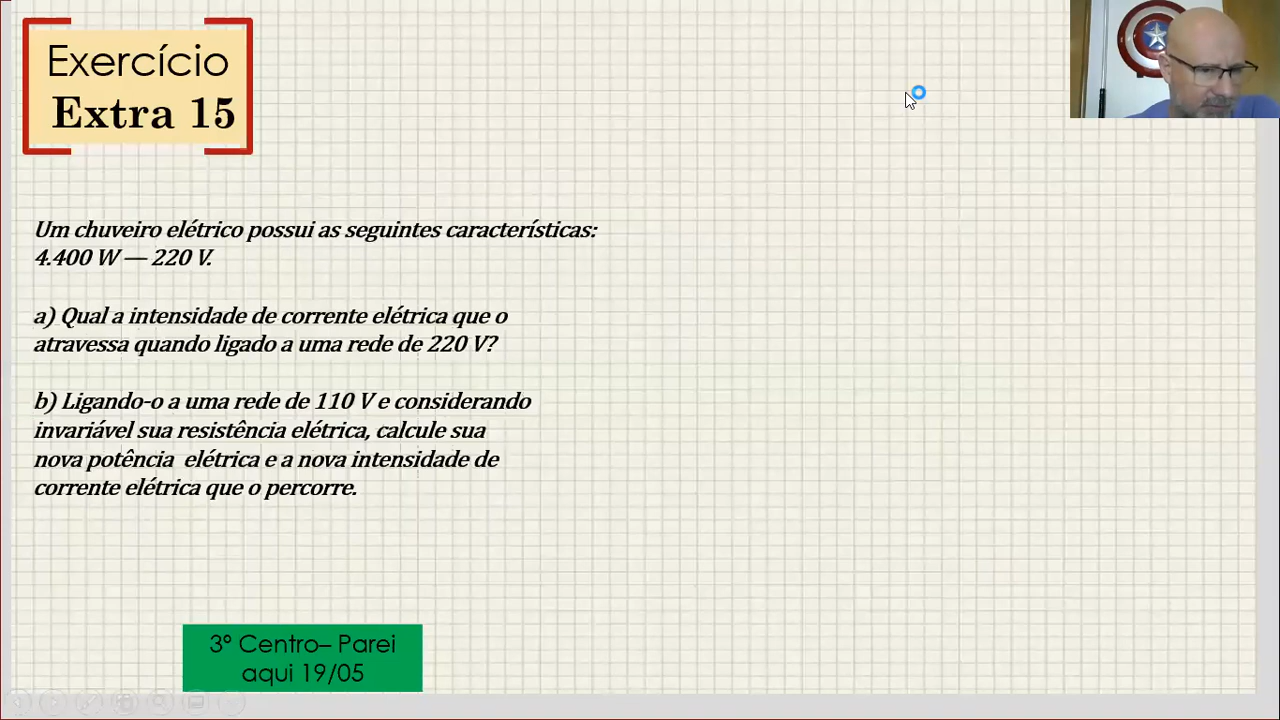 Exercício
Extra 15
Um chuveiro elétrico possui as seguintes características:
4.400 W — 220 V.
a) Qual a intensidade de corrente elétrica que o
atravessa quando ligado a uma rede de 220 V?
b) Ligando-o a uma rede de 110 V e considerando
invariável sua resistência elétrica, calcule sua
nova potência elétrica e a nova intensidade de
corrente elétrica que o percorre.
3º Centro– Parei
aqui 19/05